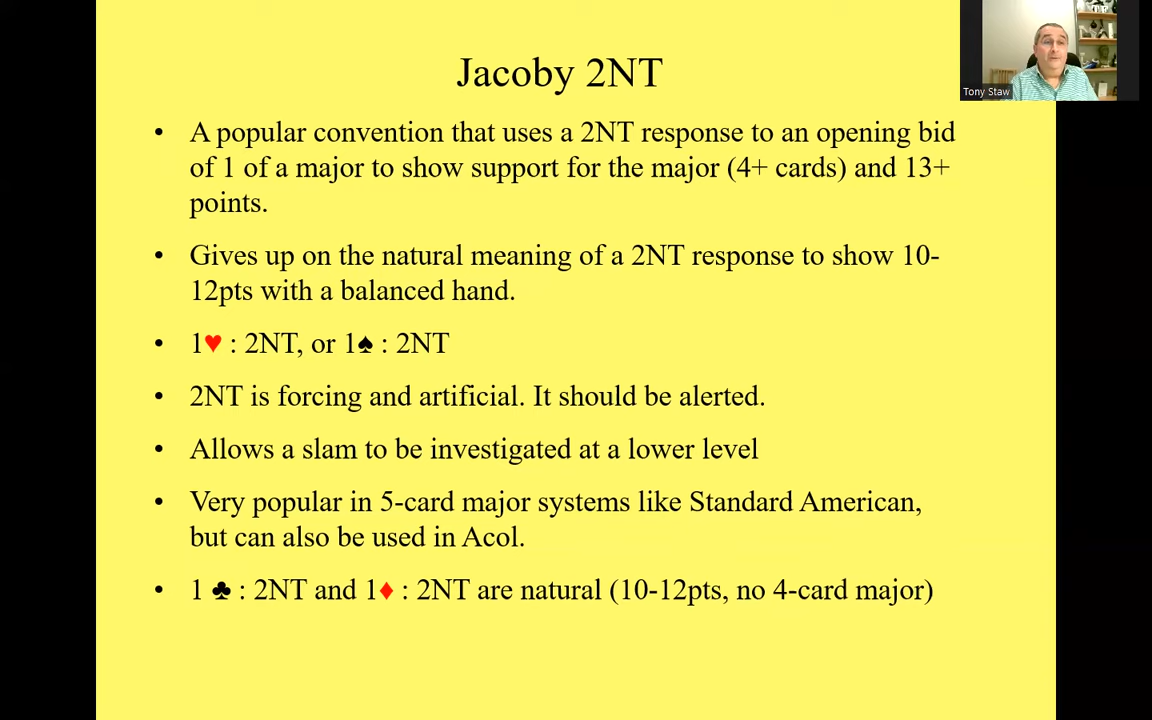 Jacoby 2NT
Tony Staw
• A popular convention that uses a 2NT response to an opening bid
of 1 of a major to show support for the major (4+ cards) and 13+
points.
• Gives up on the natural meaning of a 2NT response to show 10-
12pts with a balanced hand.
• 1♥ : 2NT, or 1♠ : 2NT
• 2NT is forcing and artificial. It should be alerted.
• Allows a slam to be investigated at a lower level
• Very popular in 5-card major systems like Standard American,
but can also be used in Acol.
• 1 ♣ : 2NT and 1♦ : 2NT are natural (10-12pts, no 4-card major)